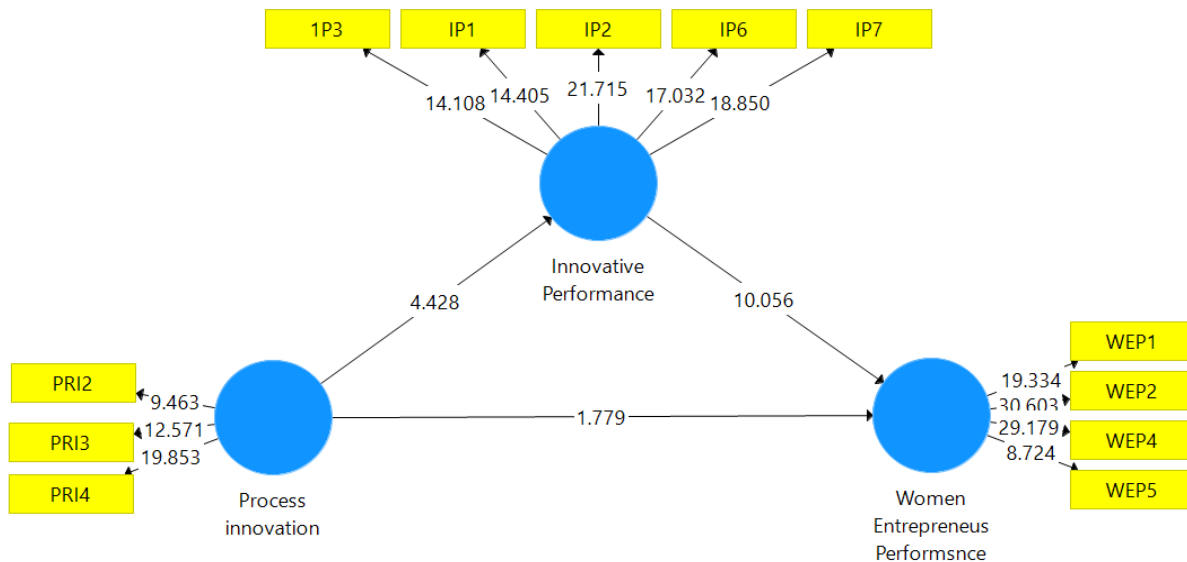 1P3
IP1
IP2
IP6
IP7
14.108
14.405
21.715
17.032
18.850
Innovative
Performance
4.428
10.056
PRI2
PRI3
PRI4
9.463
12.571
19.853
Process
innovation
1.779
19.334
30.603
29.179
8.724
WEP1
WEP2
WEP4
WEP5
Women
Entrepreneus
Performsnce